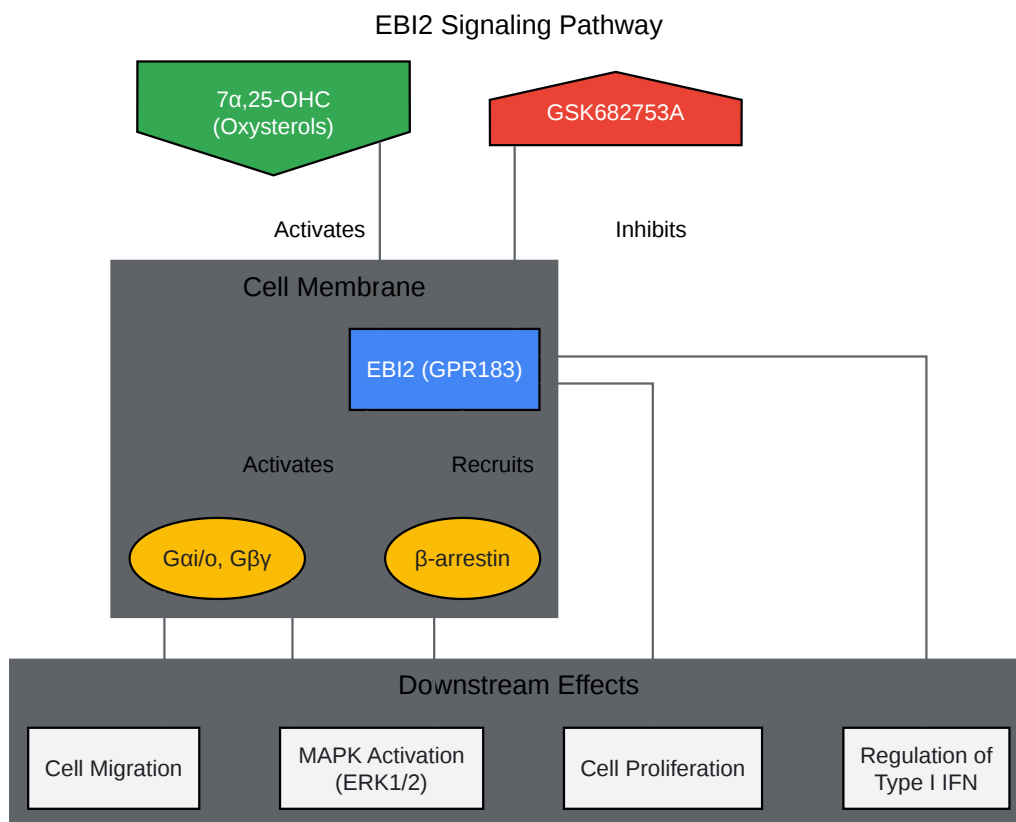 EBI2 Signaling Pathway
7α,25-OHC
(Oxysterols)
GSK682753A
Activates
Inhibits
Cell Membrane
EBI2 (GPR183)
Activates
Recruits
Gαi/o, Gβγ
β-arrestin
Downstream Effects
Cell Migration
MAPK Activation
(ERK1/2)
Cell Proliferation
Regulation of
Type I IFN